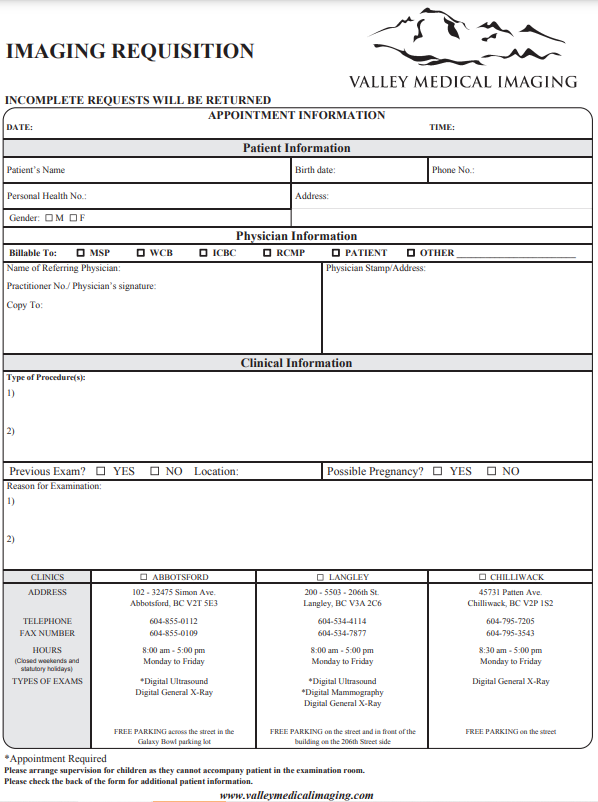 IMAGING REQUISITION
VALLEY MEDICAL IMAGING
INCOMPLETE REQUESTS WILL BE RETURNED
APPOINTMENT INFORMATION
DATE: TIME:
Patient Information
Patient's Name Birth date: Phone No.:
Personal Health No.: Address:
Gender: ☐ M ☐ F
Physician Information
Billable To: ☐ MSP ☐ WCB ☐ ICBC ☐ RCMP ☐ PATIENT ☐ OTHER ____________________
Name of Referring Physician: Physician Stamp/Address:
Practitioner No./ Physician's signature:
Copy To:
Clinical Information
Type of Procedure(s):
1)
2)
Previous Exam? ☐ YES ☐ NO Location: Possible Pregnancy? ☐ YES ☐ NO
Reason for Examination:
1)
2)
CLINICS ☐ ABBOTSFORD ☐ LANGLEY ☐ CHILLIWACK
ADDRESS 102 - 32475 Simon Ave. 200 - 5503 - 206th St. 45731 Patten Ave.
Abbotsford, BC V2T 5E3 Langley, BC V3A 2C6 Chilliwack, BC V2P 1S2
TELEPHONE 604-855-0112 604-534-4114 604-795-7205
FAX NUMBER 604-855-0109 604-534-7877 604-795-3543
HOURS 8:00 am - 5:00 pm 8:00 am - 5:00 pm 8:30 am - 5:00 pm
(Closed weekends and Monday to Friday Monday to Friday Monday to Friday
statutory holidays)
TYPES OF EXAMS *Digital Ultrasound *Digital Ultrasound Digital General X-Ray
Digital General X-Ray *Digital Mammography
Digital General X-Ray
FREE PARKING across the street in the FREE PARKING on the street and in front of the FREE PARKING on the street
Galaxy Bowl parking lot building on the 206th Street side
*Appointment Required
Please arrange supervision for children as they cannot accompany patient in the examination room.
Please check the back of the form for additional patient information.
www.valleymedicalimaging.com